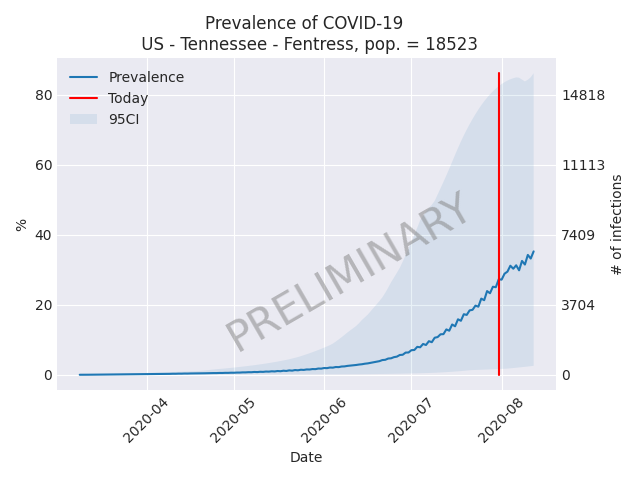 Prevalence of COVID-19
US - Tennessee - Fentress, pop. = 18523
Prevalence
Today
95CI
80
60
40
20
0
%
14818
11113
7409
3704
0
# of infections
PRELIMINARY
2020-04
2020-05
2020-06
2020-07
2020-08
Date